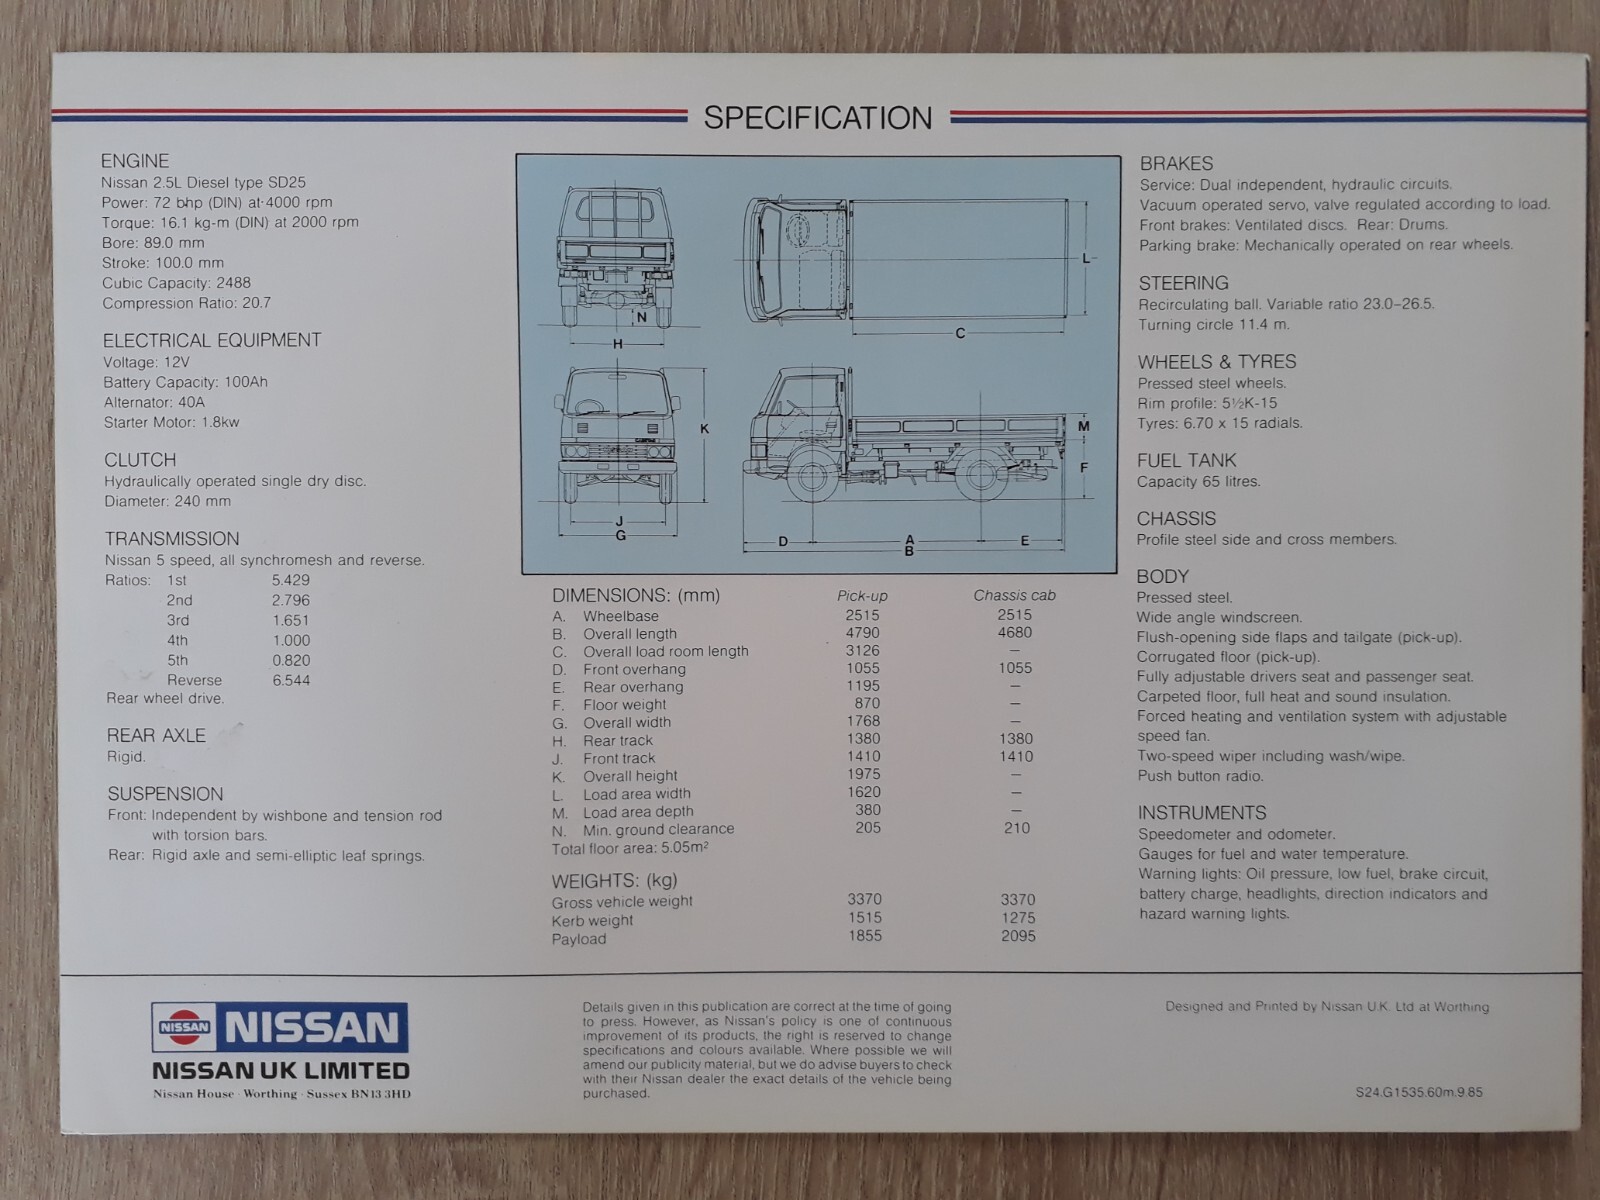 SPECIFICATION
ENGINE
Nissan 2.5L Diesel type SD25
Power: 72 bhp (DIN) at 4000 rpm
Torque: 16.1 kg-m (DIN) at 2000 rpm
Bore: 89.0 mm
Stroke: 100.0 mm
Cubic Capacity: 2488
Compression Ratio: 20.7
ELECTRICAL EQUIPMENT
Voltage: 12V
Battery Capacity: 100Ah
Alternator: 40A
Starter Motor: 1.8kw
CLUTCH
Hydraulically operated single dry disc.
Diameter: 240 mm
TRANSMISSION
Nissan 5 speed, all synchromesh and reverse.
Ratios: 1st 5.429
2nd 2.796
3rd 1.651
4th 1.000
5th 0.820
Reverse 6.544
Rear wheel drive.
REAR AXLE
Rigid.
SUSPENSION
Front: Independent by wishbone and tension rod
with torsion bars.
Rear: Rigid axle and semi-elliptic leaf springs.
N
H
L
C
K
J
G
M
F
D A E
B
DIMENSIONS: (mm) Pick-up Chassis cab
A. Wheelbase 2515 2515
B. Overall length 4790 4680
C. Overall load room length 3126 –
D. Front overhang 1055 1055
E. Rear overhang 1195 –
F. Floor weight 870 –
G. Overall width 1768 –
H. Rear track 1380 1380
J. Front track 1410 1410
K. Overall height 1975 –
L. Load area width 1620 –
M. Load area depth 380 –
N. Min. ground clearance 205 210
Total floor area: 5.05m²
WEIGHTS: (kg)
Gross vehicle weight 3370 3370
Kerb weight 1515 1275
Payload 1855 2095
BRAKES
Service: Dual independent, hydraulic circuits.
Vacuum operated servo, valve regulated according to load.
Front brakes: Ventilated discs. Rear: Drums.
Parking brake: Mechanically operated on rear wheels.
STEERING
Recirculating ball. Variable ratio 23.0–26.5.
Turning circle 11.4 m.
WHEELS & TYRES
Pressed steel wheels.
Rim profile: 5½K-15
Tyres: 6.70 x 15 radials.
FUEL TANK
Capacity 65 litres.
CHASSIS
Profile steel side and cross members.
BODY
Pressed steel.
Wide angle windscreen.
Flush-opening side flaps and tailgate (pick-up).
Corrugated floor (pick-up).
Fully adjustable drivers seat and passenger seat.
Carpeted floor, full heat and sound insulation.
Forced heating and ventilation system with adjustable
speed fan.
Two-speed wiper including wash/wipe.
Push button radio.
INSTRUMENTS
Speedometer and odometer.
Gauges for fuel and water temperature.
Warning lights: Oil pressure, low fuel, brake circuit,
battery charge, headlights, direction indicators and
hazard warning lights.
NISSAN NISSAN
NISSAN UK LIMITED
Nissan House · Worthing · Sussex BN13 3HD
Details given in this publication are correct at the time of going
to press. However, as Nissan's policy is one of continuous
improvement of its products, the right is reserved to change
specifications and colours available. Where possible we will
amend our publicity material, but we do advise buyers to check
with their Nissan dealer the exact details of the vehicle being
purchased.
Designed and Printed by Nissan U.K. Ltd at Worthing
S24.G1535.60m.9.85